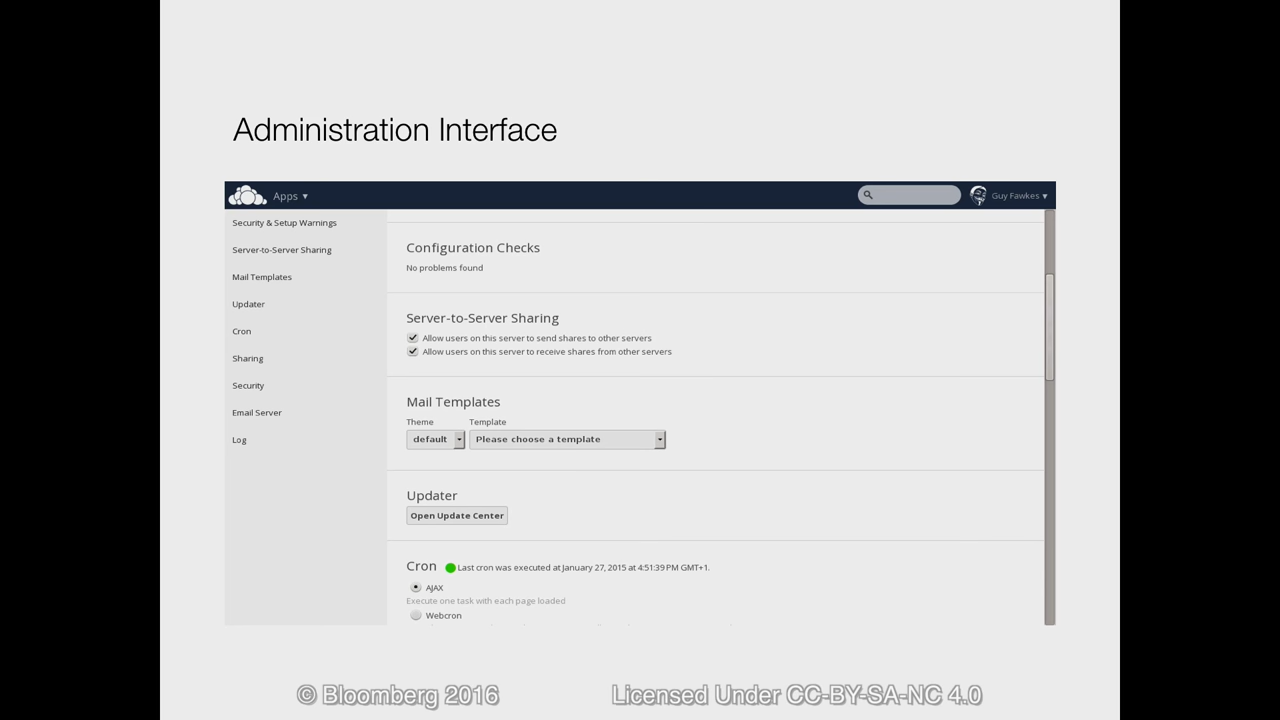 Administration Interface
Apps ▾
Guy Fawkes ▾
Security & Setup Warnings
Server-to-Server Sharing
Mail Templates
Updater
Cron
Sharing
Security
Email Server
Log
Configuration Checks
No problems found
Server-to-Server Sharing
Allow users on this server to send shares to other servers
Allow users on this server to receive shares from other servers
Mail Templates
Theme Template
default Please choose a template
Updater
Open Update Center
Cron Last cron was executed at January 27, 2015 at 4:51:39 PM GMT+1.
AJAX
Execute one task with each page loaded
Webcron
© Bloomberg 2016 Licensed Under CC-BY-SA-NC 4.0